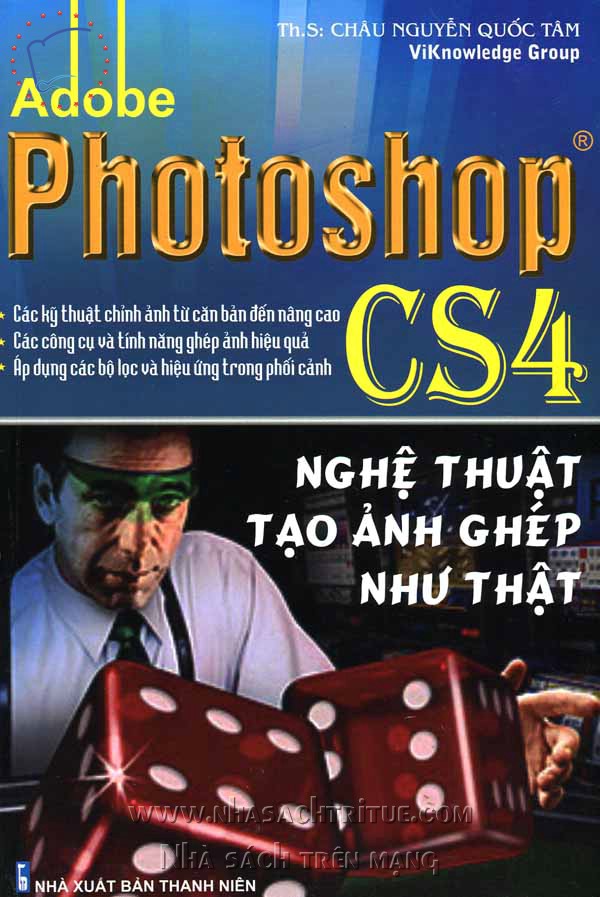 Th.S: CHÂU NGUYỄN QUỐC TÂM
ViKnowledge Group
Adobe
Photoshop®
CS4
Các kỹ thuật chỉnh ảnh từ căn bản đến nâng cao
Các công cụ và tính năng ghép ảnh hiệu quả
Áp dụng các bộ lọc và hiệu ứng trong phối cảnh
NGHỆ THUẬT
TẠO ẢNH GHÉP
NHƯ THẬT
WWW.NHASACHTRITUE.COM
NHÀ SÁCH TRÊN MẠNG
NHÀ XUẤT BẢN THANH NIÊN